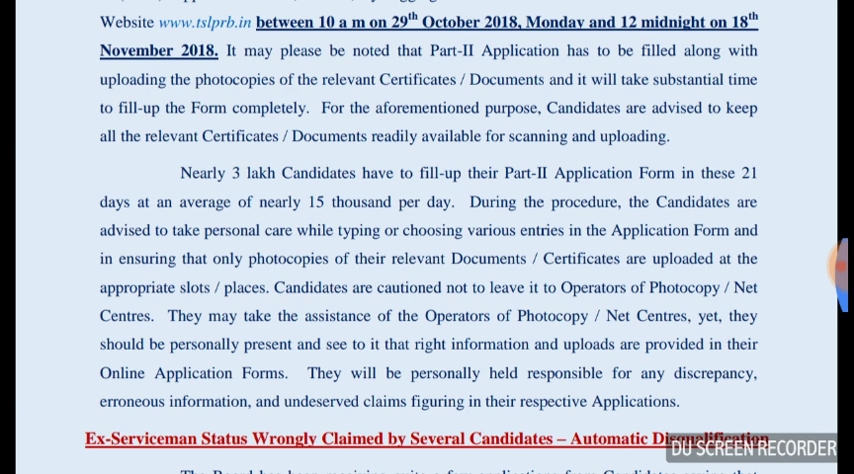 Website www.tslprb.in between 10 a m on 29th October 2018, Monday and 12 midnight on 18th
November 2018. It may please be noted that Part-II Application has to be filled along with
uploading the photocopies of the relevant Certificates / Documents and it will take substantial time
to fill-up the Form completely. For the aforementioned purpose, Candidates are advised to keep
all the relevant Certificates / Documents readily available for scanning and uploading.
Nearly 3 lakh Candidates have to fill-up their Part-II Application Form in these 21
days at an average of nearly 15 thousand per day. During the procedure, the Candidates are
advised to take personal care while typing or choosing various entries in the Application Form and
in ensuring that only photocopies of their relevant Documents / Certificates are uploaded at the
appropriate slots / places. Candidates are cautioned not to leave it to Operators of Photocopy / Net
Centres. They may take the assistance of the Operators of Photocopy / Net Centres, yet, they
should be personally present and see to it that right information and uploads are provided in their
Online Application Forms. They will be personally held responsible for any discrepancy,
erroneous information, and undeserved claims figuring in their respective Applications.
Ex-Serviceman Status Wrongly Claimed by Several Candidates – Automatic Disqualification
DU SCREEN RECORDER